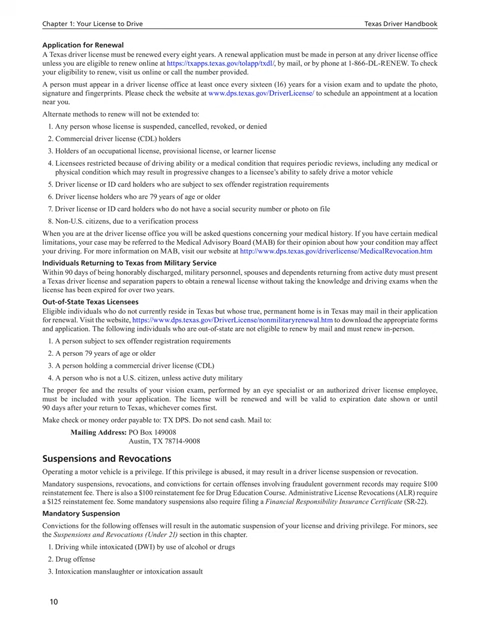 Chapter 1: Your License to Drive
Texas Driver Handbook
Application for Renewal
A Texas driver license must be renewed every eight years. A renewal application must be made in person at any driver license office
unless you are eligible to renew online at https://txapps.texas.gov/tolapp/txdl/, by mail, or by phone at 1-866-DL-RENEW. To check
your eligibility to renew, visit us online or call the number provided.
A person must appear in a driver license office at least once every sixteen (16) years for a vision exam and to update the photo,
signature and fingerprints. Please check the website at www.dps.texas.gov/DriverLicense/ to schedule an appointment at a location
near you.
Alternate methods to renew will not be extended to:
1. Any person whose license is suspended, cancelled, revoked, or denied
2. Commercial driver license (CDL) holders
3. Holders of an occupational license, provisional license, or learner license
4. Licensees restricted because of driving ability or a medical condition that requires periodic reviews, including any medical or
physical condition which may result in progressive changes to a licensee's ability to safely drive a motor vehicle
5. Driver license or ID card holders who are subject to sex offender registration requirements
6. Driver license holders who are 79 years of age or older
7. Driver license or ID card holders who do not have a social security number or photo on file
8. Non-U.S. citizens, due to a verification process
When you are at the driver license office you will be asked questions concerning your medical history. If you have certain medical
limitations, your case may be referred to the Medical Advisory Board (MAB) for their opinion about how your condition may affect
your driving. For more information on MAB, visit our website at http://www.dps.texas.gov/driverlicense/MedicalRevocation.htm
Individuals Returning to Texas from Military Service
Within 90 days of being honorably discharged, military personnel, spouses and dependents returning from active duty must present
a Texas driver license and separation papers to obtain a renewal license without taking the knowledge and driving exams when the
license has been expired for over two years.
Out-of-State Texas Licensees
Eligible individuals who do not currently reside in Texas but whose true, permanent home is in Texas may mail in their application
for renewal. Visit the website, https://www.dps.texas.gov/DriverLicense/nonmilitaryrenewal.htm to download the appropriate forms
and application. The following individuals who are out-of-state are not eligible to renew by mail and must renew in-person.
1. A person subject to sex offender registration requirements
2. A person 79 years of age or older
3. A person holding a commercial driver license (CDL)
4. A person who is not a U.S. citizen, unless active duty military
The proper fee and the results of your vision exam, performed by an eye specialist or an authorized driver license employee,
must be included with your application. The license will be renewed and will be valid to expiration date shown or until
90 days after your return to Texas, whichever comes first.
Make check or money order payable to: TX DPS. Do not send cash. Mail to:
Mailing Address: PO Box 149008
Austin, TX 78714-9008
Suspensions and Revocations
Operating a motor vehicle is a privilege. If this privilege is abused, it may result in a driver license suspension or revocation.
Mandatory suspensions, revocations, and convictions for certain offenses involving fraudulent government records may require $100
reinstatement fee. There is also a $100 reinstatement fee for Drug Education Course. Administrative License Revocations (ALR) require
a $125 reinstatement fee. Some mandatory suspensions also require filing a Financial Responsibility Insurance Certificate (SR-22).
Mandatory Suspension
Convictions for the following offenses will result in the automatic suspension of your license and driving privilege. For minors, see
the Suspensions and Revocations (Under 21) section in this chapter.
1. Driving while intoxicated (DWI) by use of alcohol or drugs
2. Drug offense
3. Intoxication manslaughter or intoxication assault
10